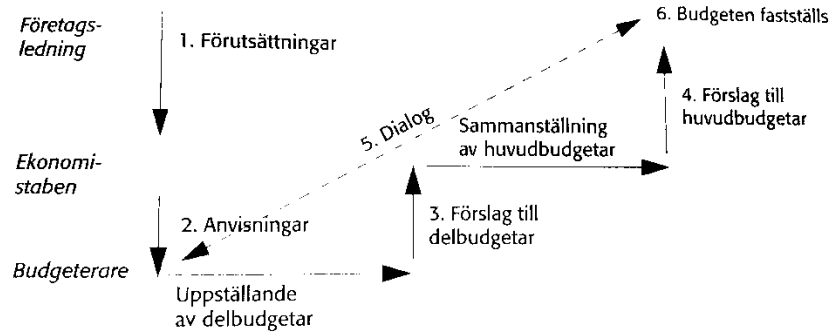 Företags-
ledning
1. Förutsättningar
6. Budgeten fastställs
4. Förslag till
huvudbudgetar
5. Dialog
Sammanställning
av huvudbudgetar
Ekonomi-
staben
2. Anvisningar
3. Förslag till
delbudgetar
Budgeterare
Uppställande
av delbudgetar